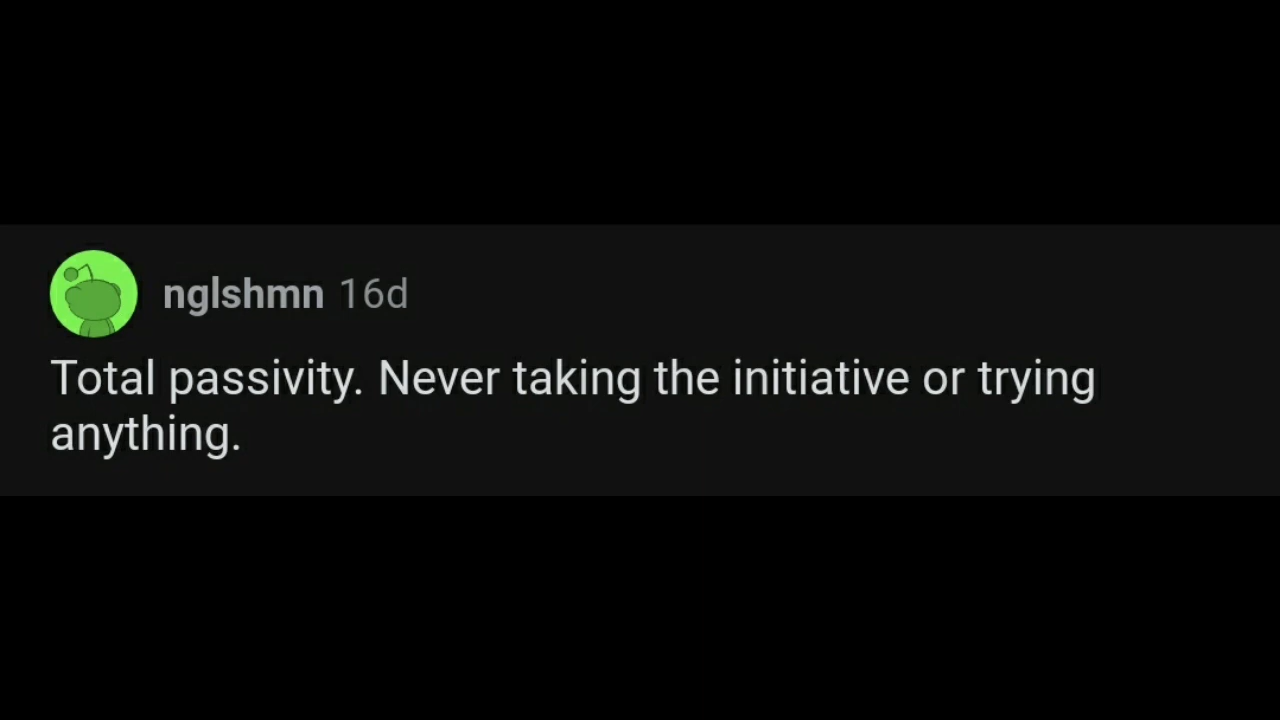 nglshmn 16d
Total passivity. Never taking the initiative or trying
anything.